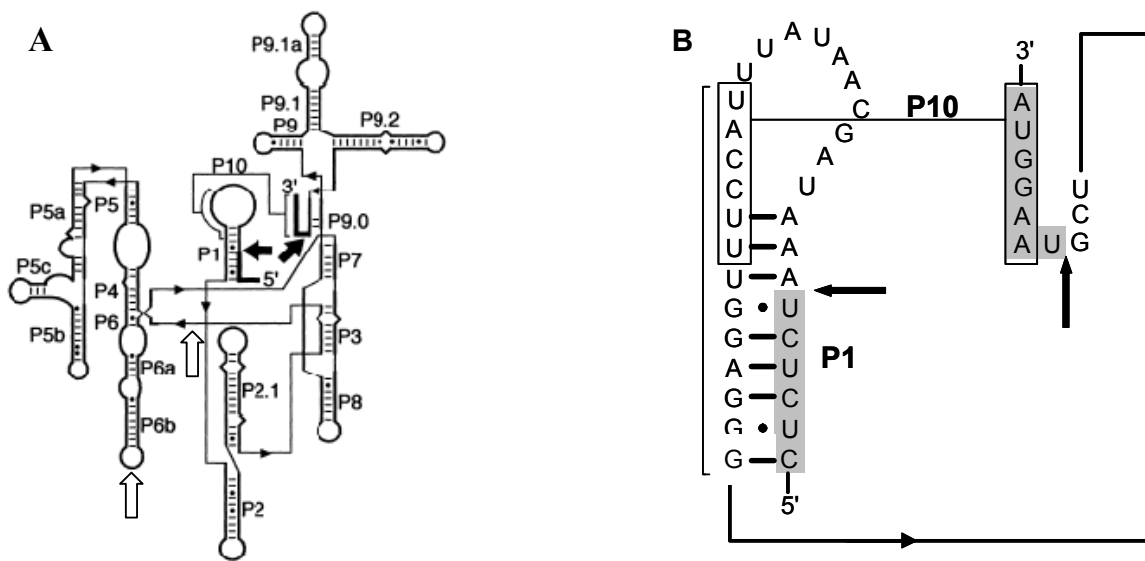 A
P9.1a
P9.1
P9
P9.2
P10
3'
P5a
P5
P9.0
P1
P7
P5c
5'
P4
P6
P3
P5b
P6a
P2.1
P8
P6b
P2
B
U U A U A A C G A U
P10
3'
U
A
C
C
U
U
U
G
G
A
G
G
G
A
A
A
U
C
U
C
U
C
5'
P1
A
U
G
G
A
A
U
G
C
U